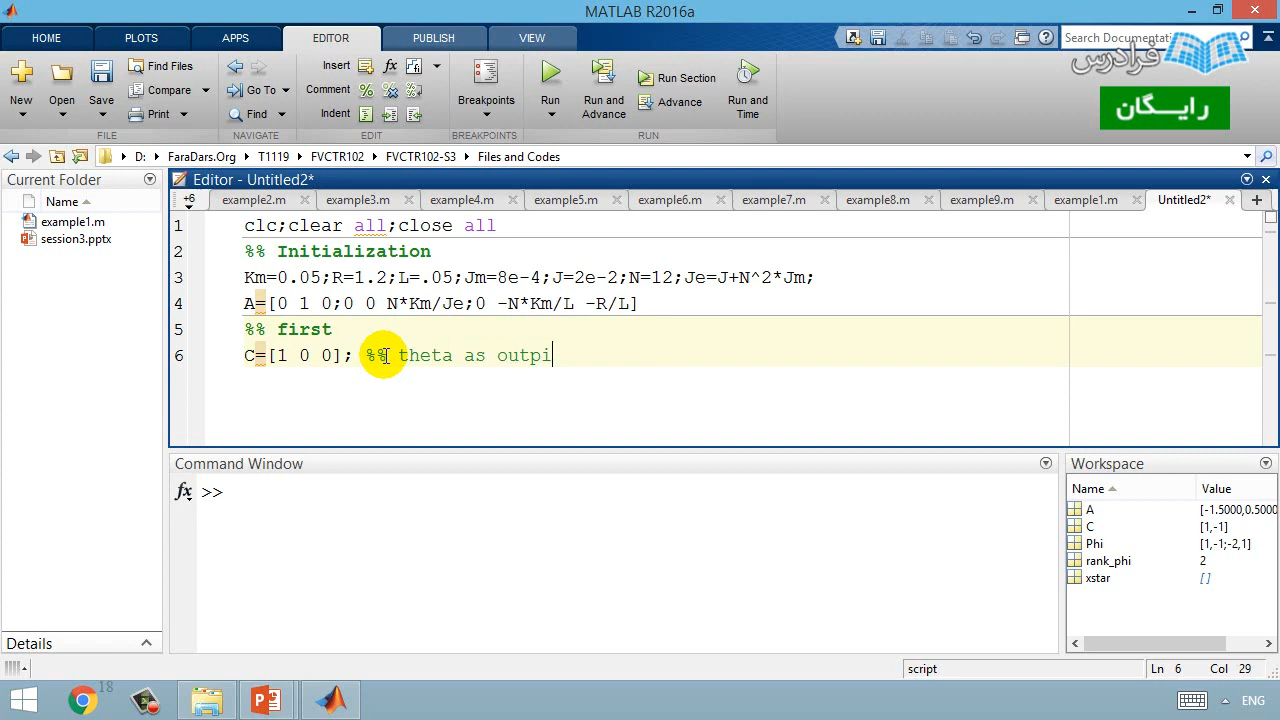 MATLAB R2016a
HOME PLOTS APPS EDITOR PUBLISH VIEW Search Documentati
فرادرس
رایـــگان
New Open Save Find Files Compare Print Go To Find Insert Comment Indent Breakpoints Run Run and Advance Run Section Advance Run and Time
FILE NAVIGATE EDIT BREAKPOINTS RUN
D: FaraDars.Org T1119 FVCTR102 FVCTR102-S3 Files and Codes
Current Folder
Name
example1.m
session3.pptx
Details
Editor - Untitled2*
+6 example2.m example3.m example4.m example5.m example6.m example7.m example8.m example9.m example1.m Untitled2*
1 clc;clear all;close all
2 %% Initialization
3 Km=0.05;R=1.2;L=.05;Jm=8e-4;J=2e-2;N=12;Je=J+N^2*Jm;
4 A=[0 1 0;0 0 N*Km/Je;0 -N*Km/L -R/L]
5 %% first
6 C=[1 0 0]; %% theta as outpi
Command Window
fx >>
Workspace
Name Value
A [-1.5000,0.5000
C [1,-1]
Phi [1,-1;-2,1]
rank_phi 2
xstar []
script Ln 6 Col 29
18
ENG